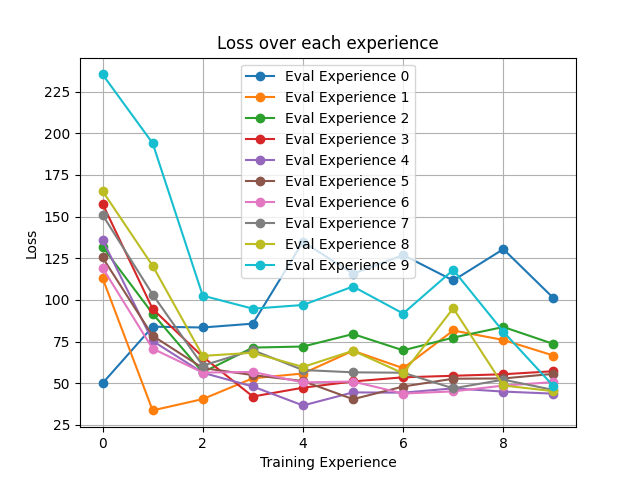 Loss over each experience
Loss
225
200
175
150
125
100
75
50
25
Eval Experience 0
Eval Experience 1
Eval Experience 2
Eval Experience 3
Eval Experience 4
Eval Experience 5
Eval Experience 6
Eval Experience 7
Eval Experience 8
Eval Experience 9
0 2 4 6 8
Training Experience